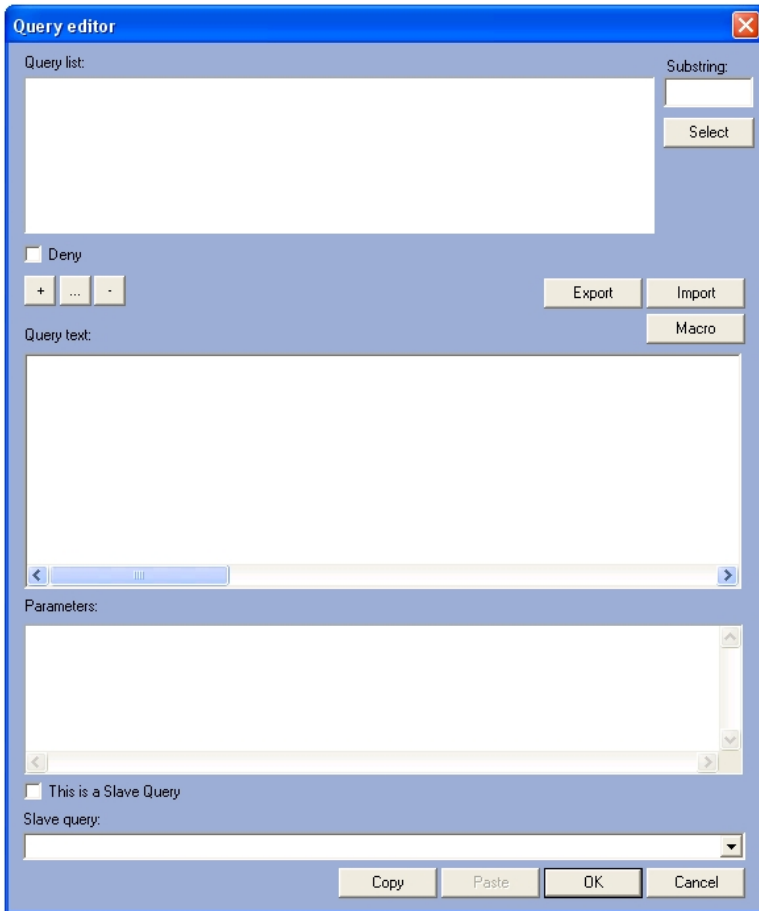 Query editor
Query list:
Substring:
Select
Deny
+ ... -
Export Import
Macro
Query text:
Parameters:
This is a Slave Query
Slave query:
Copy Paste OK Cancel